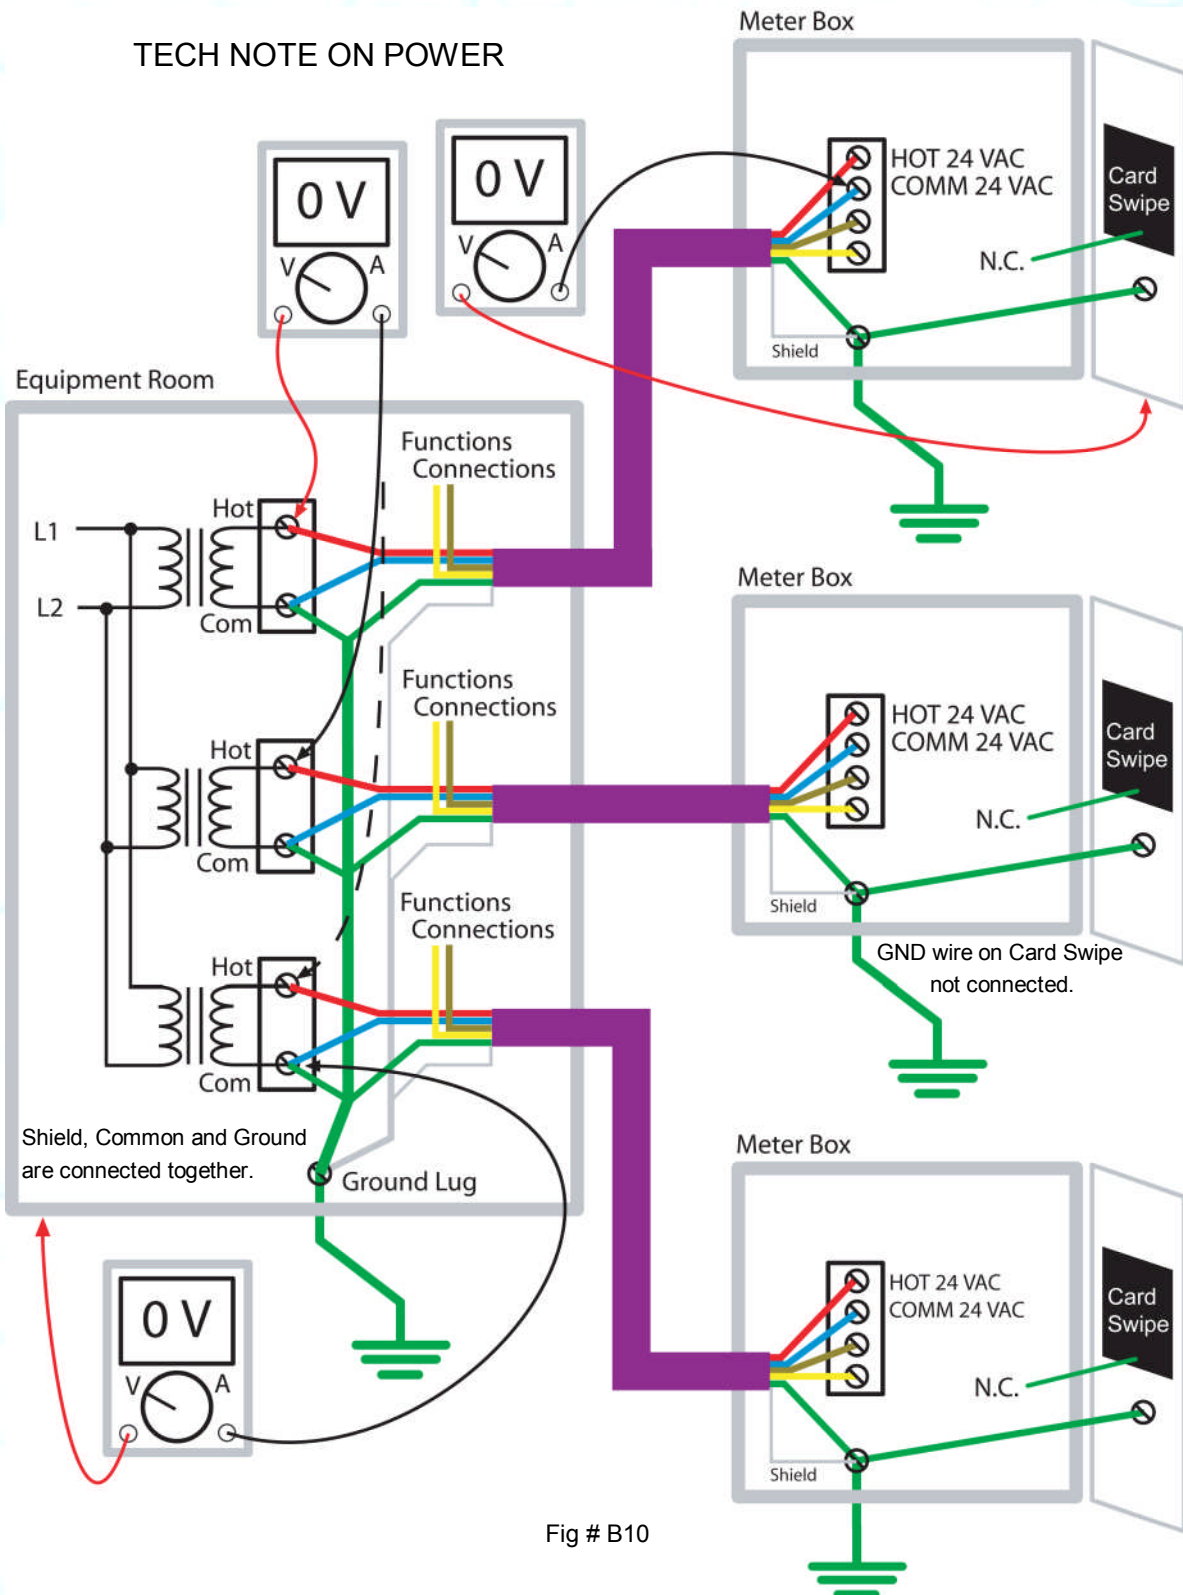 TECH NOTE ON POWER
Meter Box
0 V
V
A
0 V
V
A
HOT 24 VAC
COMM 24 VAC
Card
Swipe
N.C.
Shield
Equipment Room
Functions
Connections
Hot
L1
L2
Com
Meter Box
HOT 24 VAC
COMM 24 VAC
Card
Swipe
N.C.
Shield
Functions
Connections
Hot
Com
GND wire on Card Swipe
not connected.
Functions
Connections
Hot
Com
Shield, Common and Ground
are connected together.
Ground Lug
Meter Box
HOT 24 VAC
COMM 24 VAC
Card
Swipe
N.C.
Shield
0 V
V
A
Fig # B10